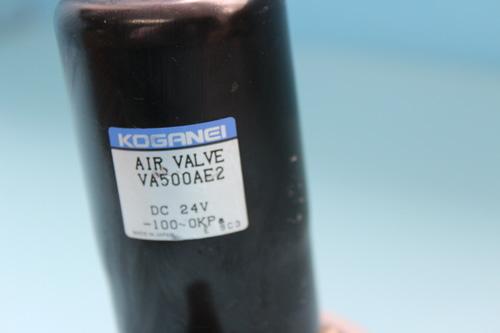 KOGANEI
AIR VALVE
VA500AE2
DC 24V
-100~0KPa
MADE IN JAPAN